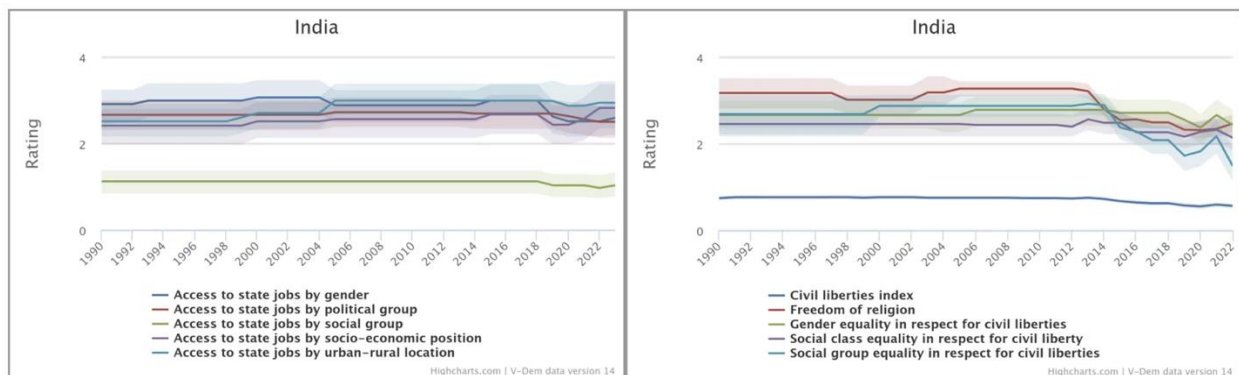 India
4
2
0
Rating
1990
1992
1994
1996
1998
2000
2002
2004
2006
2008
2010
2012
2014
2016
2018
2020
2022
Access to state jobs by gender
Access to state jobs by political group
Access to state jobs by social group
Access to state jobs by socio-economic position
Access to state jobs by urban-rural location
Highcharts.com | V-Dem data version 14
India
4
2
0
Rating
1990
1992
1994
1996
1998
2000
2002
2004
2006
2008
2010
2012
2014
2016
2018
2020
2022
Civil liberties index
Freedom of religion
Gender equality in respect for civil liberties
Social class equality in respect for civil liberty
Social group equality in respect for civil liberties
Highcharts.com | V-Dem data version 14